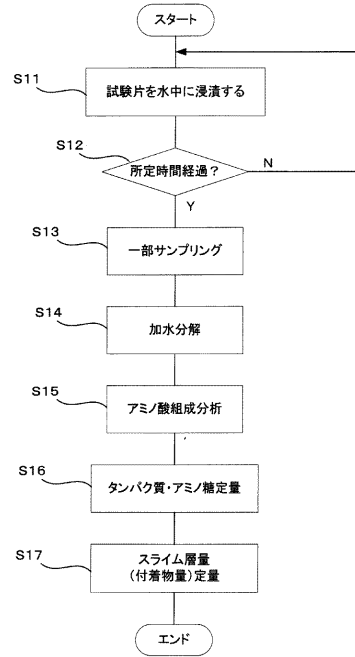 スタート
S11
試験片を水中に浸漬する
S12
所定時間経過？
N
Y
S13
一部サンプリング
S14
加水分解
S15
アミノ酸組成分析
S16
タンパク質・アミノ糖定量
S17
スライム層量
(付着物量)定量
エンド